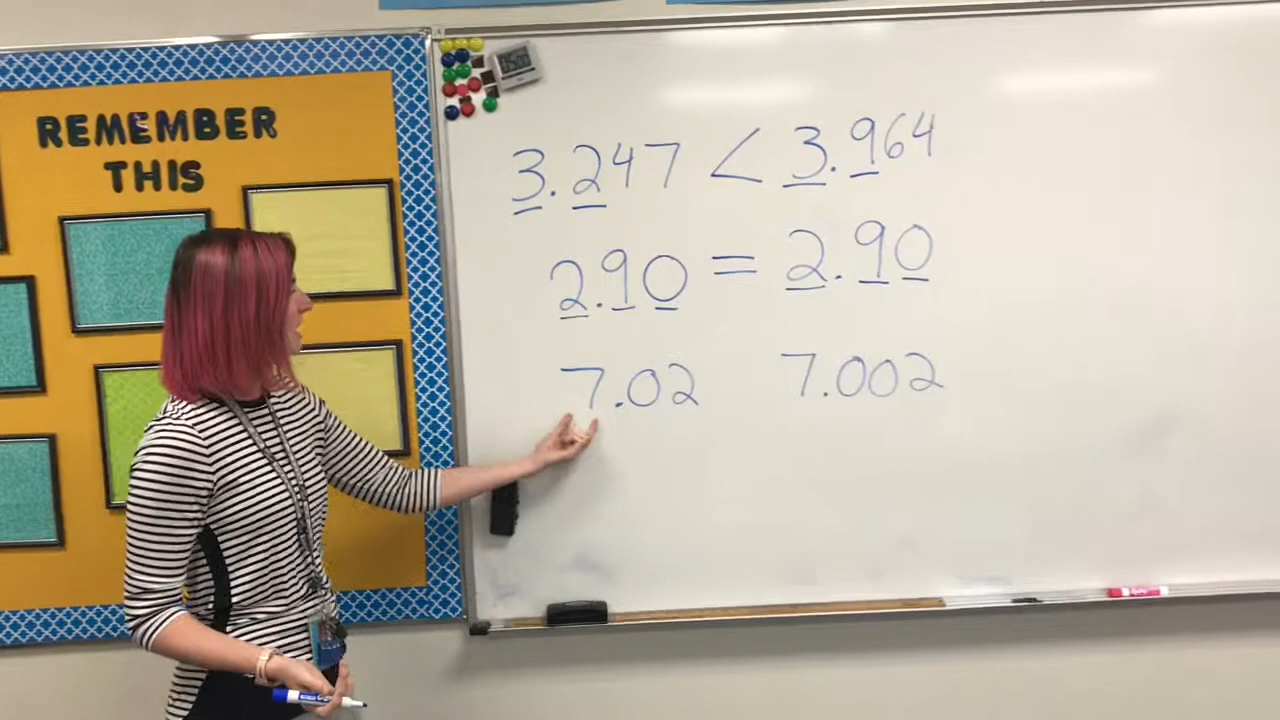 REMEMBER
THIS
3.247 < 3.964
2.90 = 2.90
7.02 7.002